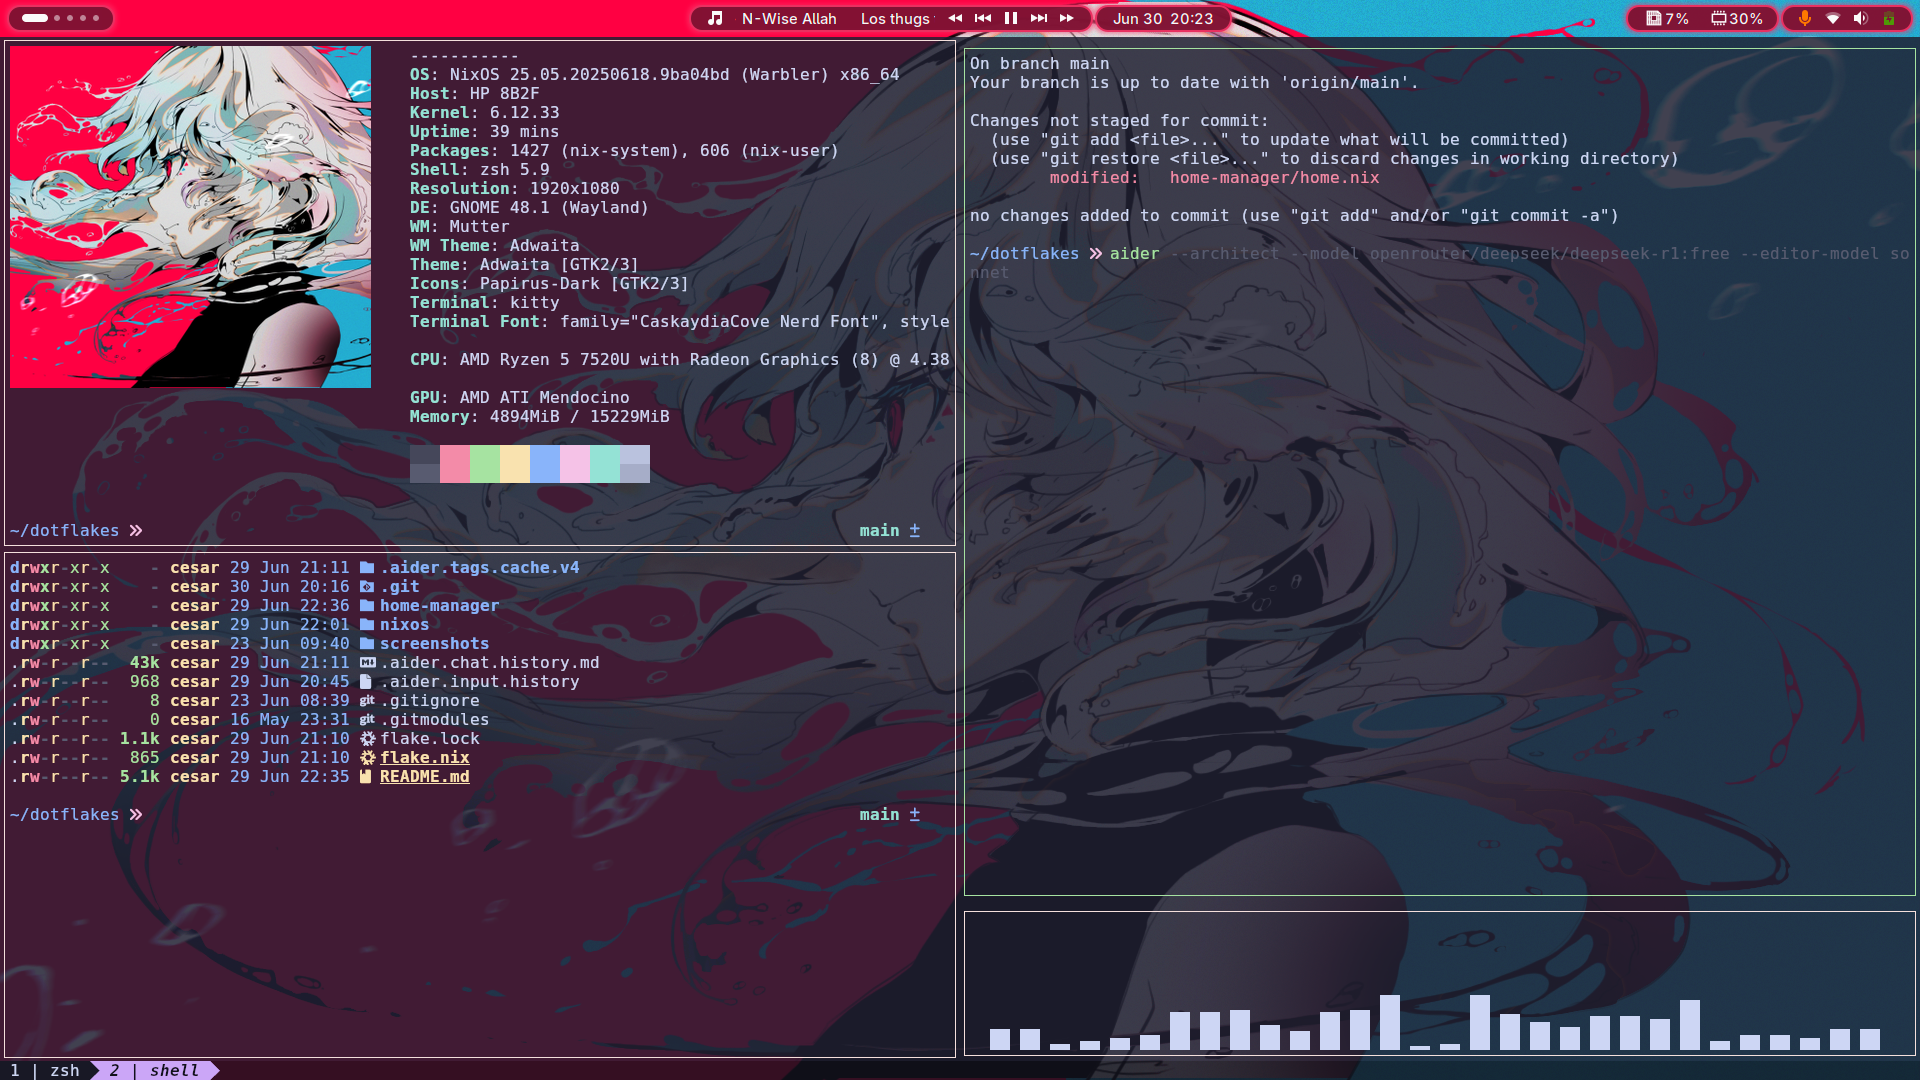 N-Wise Allah Los thugs
Jun 30 20:23
7% 30%
-----------
OS: NixOS 25.05.20250618.9ba04bd (Warbler) x86_64
Host: HP 8B2F
Kernel: 6.12.33
Uptime: 39 mins
Packages: 1427 (nix-system), 606 (nix-user)
Shell: zsh 5.9
Resolution: 1920x1080
DE: GNOME 48.1 (Wayland)
WM: Mutter
WM Theme: Adwaita
Theme: Adwaita [GTK2/3]
Icons: Papirus-Dark [GTK2/3]
Terminal: kitty
Terminal Font: family="CaskaydiaCove Nerd Font", style
CPU: AMD Ryzen 5 7520U with Radeon Graphics (8) @ 4.38
GPU: AMD ATI Mendocino
Memory: 4894MiB / 15229MiB
~/dotflakes main ±
drwxr-xr-x - cesar 29 Jun 21:11 .aider.tags.cache.v4
drwxr-xr-x - cesar 30 Jun 20:16 .git
drwxr-xr-x - cesar 29 Jun 22:36 home-manager
drwxr-xr-x - cesar 29 Jun 22:01 nixos
drwxr-xr-x - cesar 23 Jun 09:40 screenshots
.rw-r--r-- 43k cesar 29 Jun 21:11 .aider.chat.history.md
.rw-r--r-- 968 cesar 29 Jun 20:45 .aider.input.history
.rw-r--r-- 8 cesar 23 Jun 08:39 git .gitignore
.rw-r--r-- 0 cesar 16 May 23:31 git .gitmodules
.rw-r--r-- 1.1k cesar 29 Jun 21:10 flake.lock
.rw-r--r-- 865 cesar 29 Jun 21:10 flake.nix
.rw-r--r-- 5.1k cesar 29 Jun 22:35 README.md
~/dotflakes main ±
On branch main
Your branch is up to date with 'origin/main'.
Changes not staged for commit:
(use "git add <file>..." to update what will be committed)
(use "git restore <file>..." to discard changes in working directory)
modified: home-manager/home.nix
no changes added to commit (use "git add" and/or "git commit -a")
~/dotflakes aider --architect --model openrouter/deepseek/deepseek-r1:free --editor-model so
nnet
1 | zsh 2 | shell